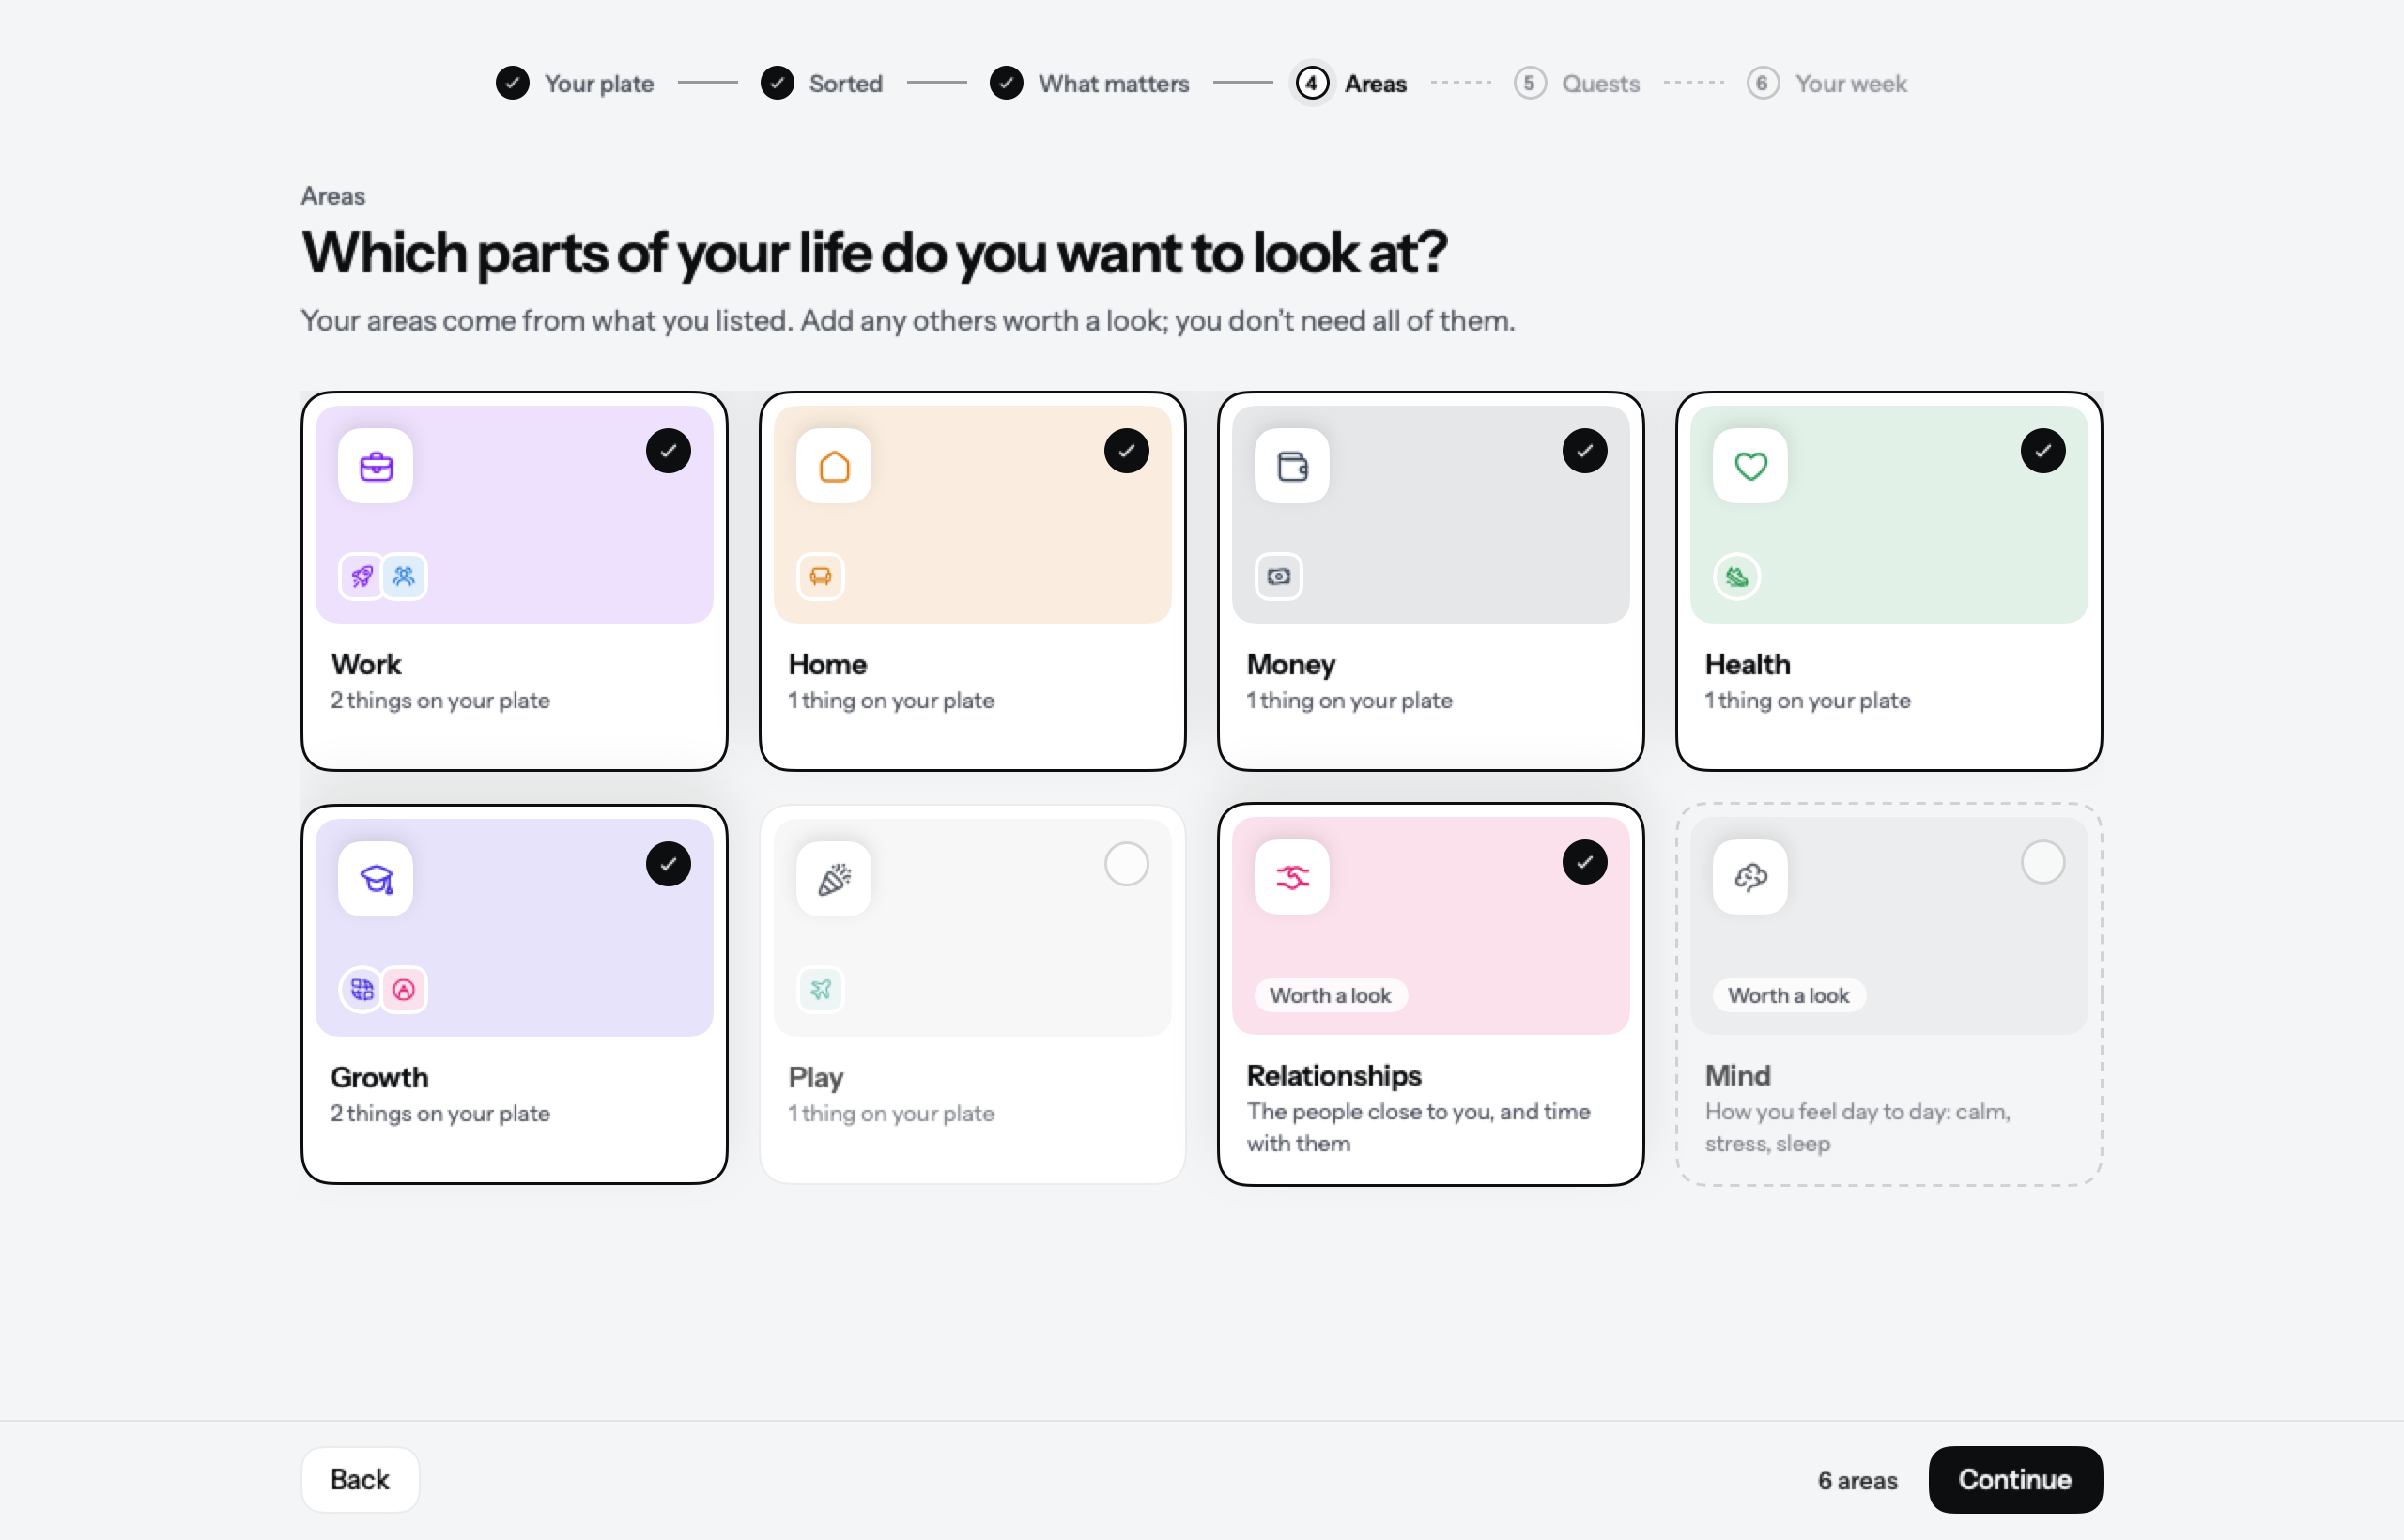 Your plate
Sorted
What matters
4 Areas
5 Quests
6 Your week
Areas
Which parts of your life do you want to look at?
Your areas come from what you listed. Add any others worth a look; you don’t need all of them.
Work
2 things on your plate
Home
1 thing on your plate
Money
1 thing on your plate
Health
1 thing on your plate
Growth
2 things on your plate
Play
1 thing on your plate
Worth a look
Relationships
The people close to you, and time
with them
Worth a look
Mind
How you feel day to day: calm,
stress, sleep
Back
6 areas
Continue